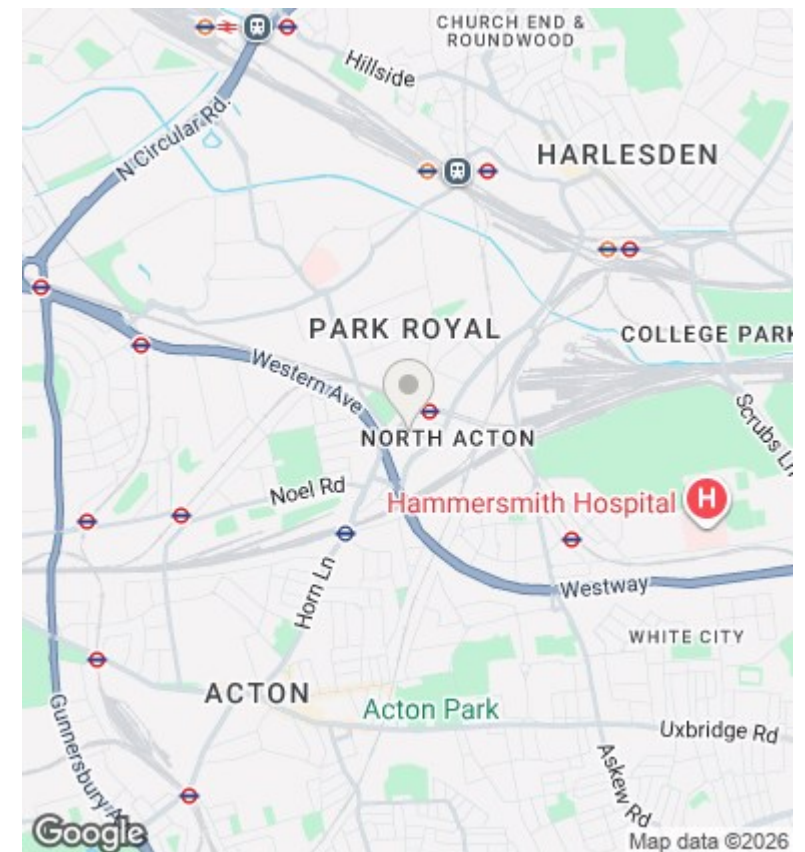 CHURCH END &
ROUNDWOOD
Hillside
N Circular Rd.
HARLESDEN
PARK ROYAL
COLLEGE PARK
Western Ave
Scrubs Ln
NORTH ACTON
Noel Rd
Hammersmith Hospital
H
Horn Ln
Westway
WHITE CITY
ACTON
Acton Park
Gunnersbury A
Uxbridge Rd
Askew Rd
Google
Map data ©2026